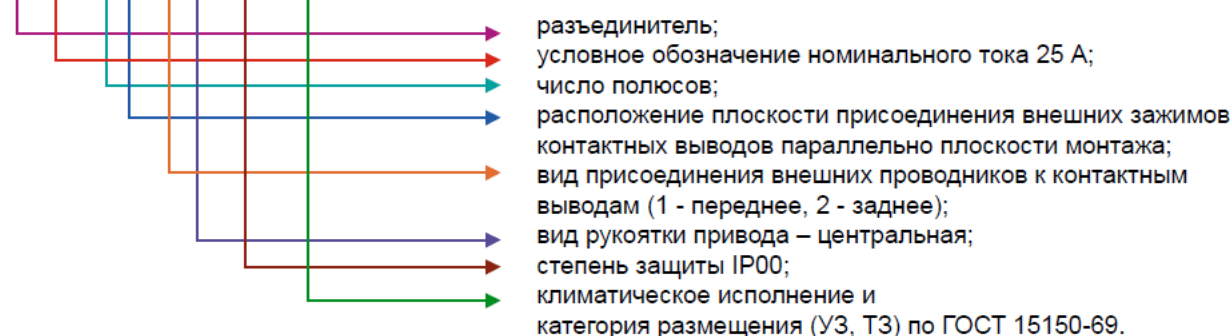 разъединитель;
условное обозначение номинального тока 25 А;
число полюсов;
расположение плоскости присоединения внешних зажимов
контактных выводов параллельно плоскости монтажа;
вид присоединения внешних проводников к контактным
выводам (1 - переднее, 2 - заднее);
вид рукоятки привода – центральная;
степень защиты IP00;
климатическое исполнение и
категория размещения (У3, Т3) по ГОСТ 15150-69.